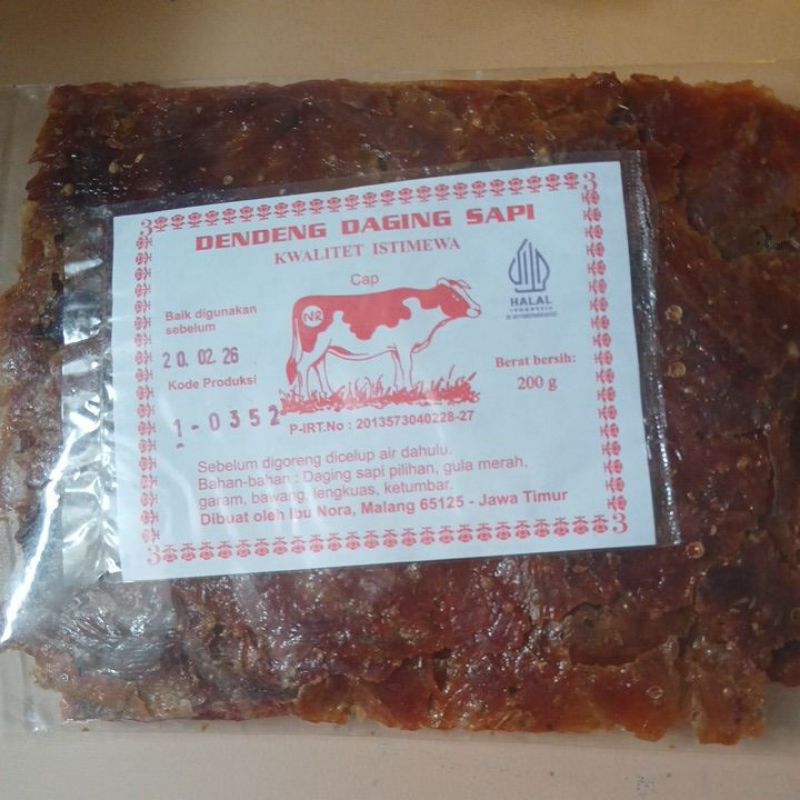 DENDENG DAGING SAPI
KWALITET ISTIMEWA
Cap
HALAL
INDONESIA
Baik digunakan
sebelum
20. 02. 26
Kode Produksi
1-0352
NR
Berat bersih:
200 g
P-IRT.No : 2013573040228-27
Sebelum digoreng dicelup air dahulu.
Bahan-bahan : Daging sapi pilihan, gula merah,
garam, bawang, lengkuas, ketumbar.
Dibuat oleh Ibu Nora, Malang 65125 - Jawa Timur